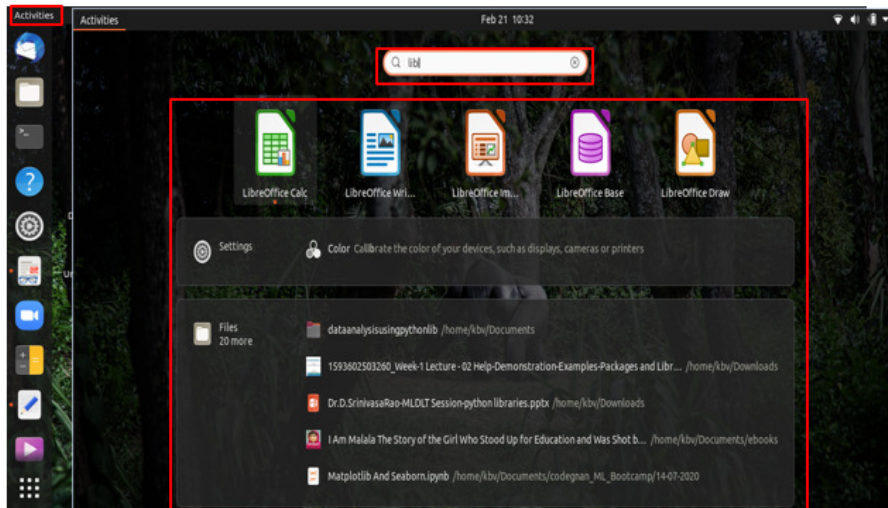 Activities
Activities
Feb 21 10:32
libl
LibreOffice Calc
LibreOffice Wri...
LibreOffice Im...
LibreOffice Base
LibreOffice Draw
Settings
Color Calibrate the color of your devices, such as displays, cameras or printers
Files
20 more
dataanalysisusingpythonlib /home/kbv/Documents
1593602503260_Week-1 Lecture - 02 Help-Demonstration-Examples-Packages and Libr... /home/kbv/Downloads
Dr.D.SrinivasaRao-MLDLT Session-python libraries.pptx /home/kbv/Downloads
I Am Malala The Story of the Girl Who Stood Up for Education and Was Shot b... /home/kbv/Documents/ebooks
Matplotlib And Seaborn.ipynb /home/kbv/Documents/codegnan_ML_Bootcamp/14-07-2020